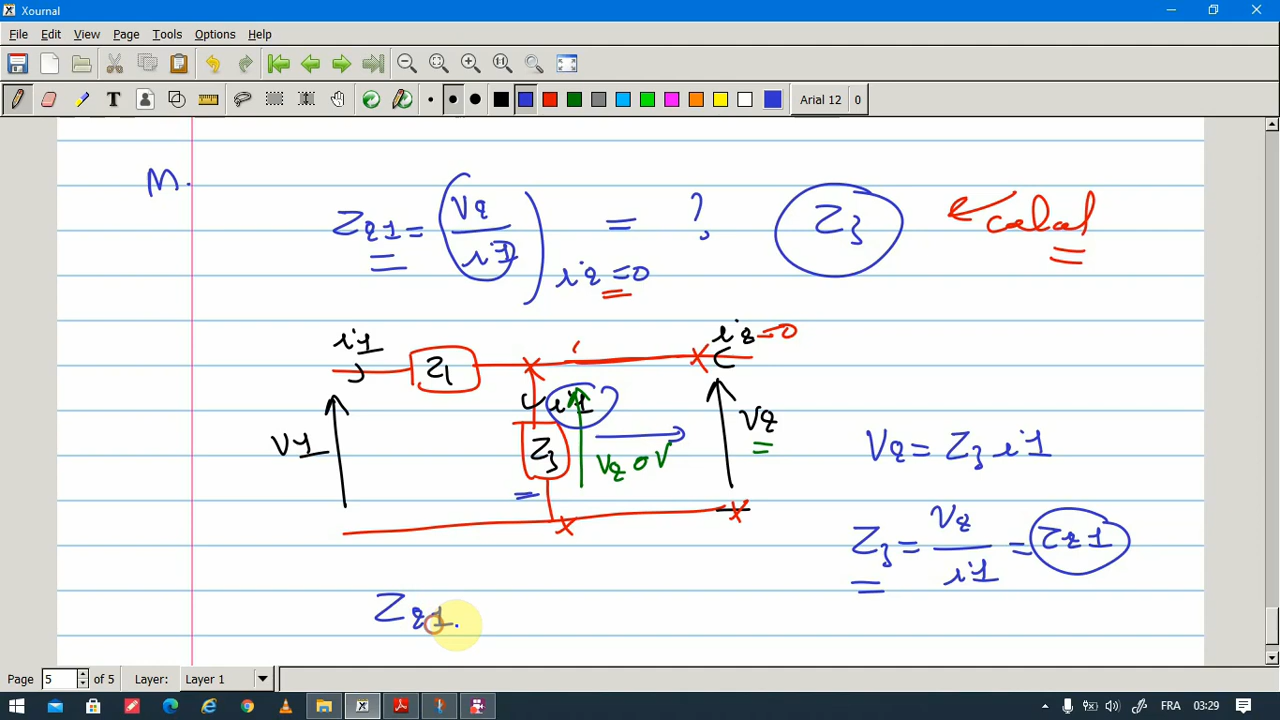 Xournal
File Edit View Page Tools Options Help
Arial 12 0
M.
Z21 = (V2 / i1) i2=0 = ? Z3 ← calcul
i1 Z1 i2=0
i1 ?
V1 Z3 V2 0V V2
V2 = Z3 i1
Z3 = V2 / i1 = Z21
Z21.
Page 5 of 5 Layer: Layer 1
FR 03:29